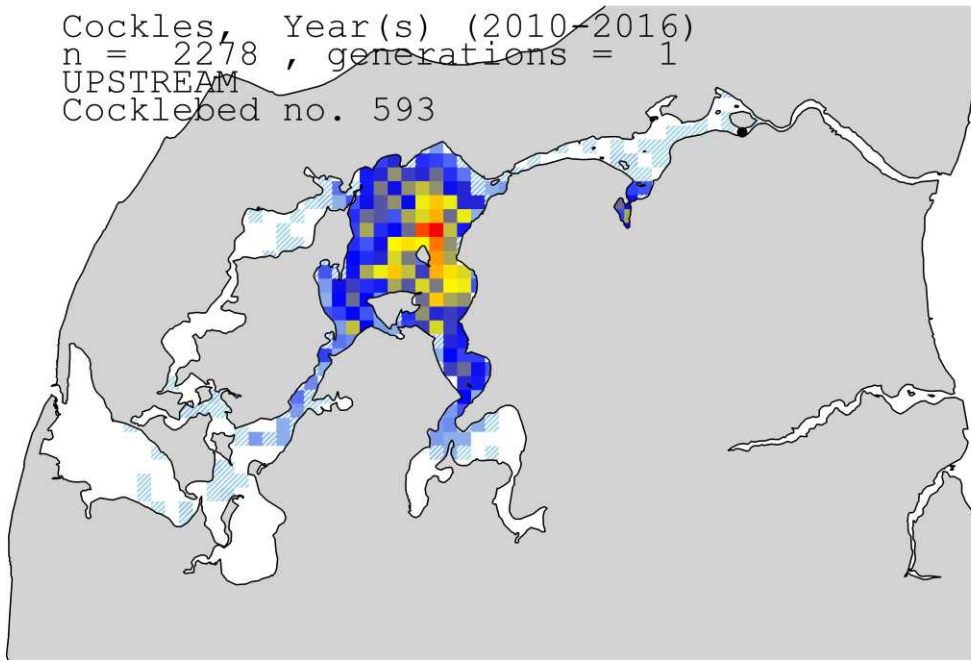 Cockles, Year(s) (2010-2016)
n = 2278 , generations = 1
UPSTREAM
Cocklebed no. 593